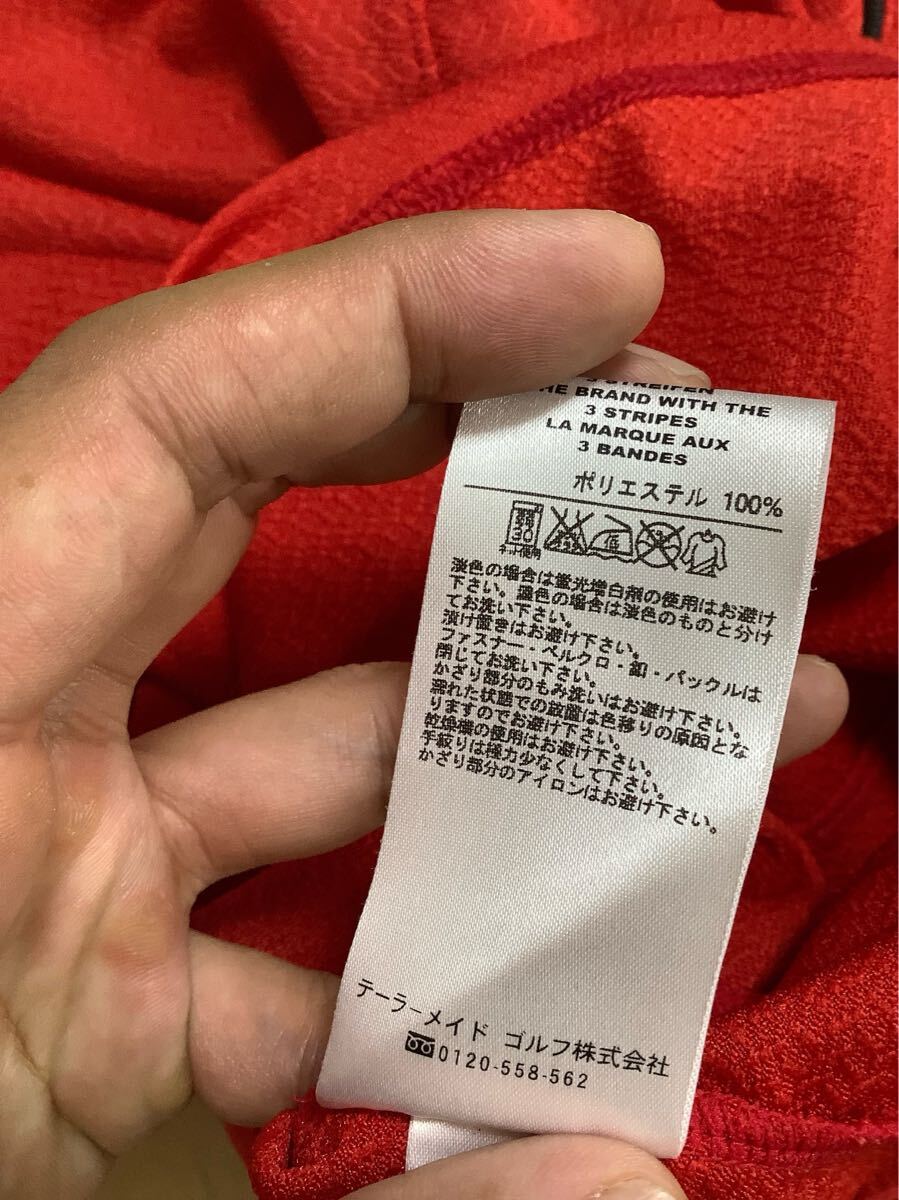 3 STREIFEN
THE BRAND WITH THE
3 STRIPES
LA MARQUE AUX
3 BANDES
ポリエステル 100%
30
低
ネット使用
淡色の場合は蛍光増白剤の使用はお避け
下さい。濃色の場合は淡色のものと分け
てお洗い下さい。
漬け置きはお避け下さい。
ファスナー・ベルクロ・釦・バックルは
閉じてお洗い下さい。
かざり部分のもみ洗いはお避け下さい。
濡れた状態での放置は色移りの原因とな
りますのでお避け下さい。
乾燥機の使用はお避け下さい。
手絞りは極力少なくして下さい。
かざり部分のアイロンはお避け下さい。
テーラーメイド ゴルフ株式会社
0120-558-562